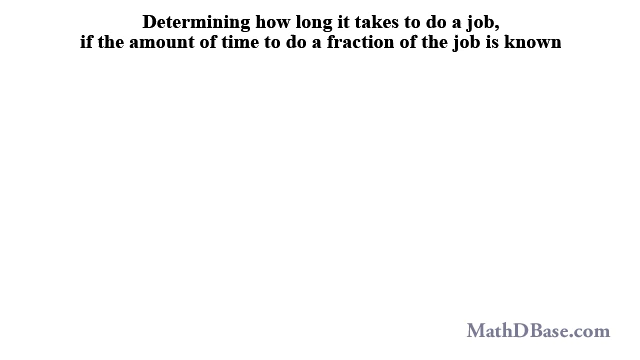 Determining how long it takes to do a job,
if the amount of time to do a fraction of the job is known
MathDBase.com